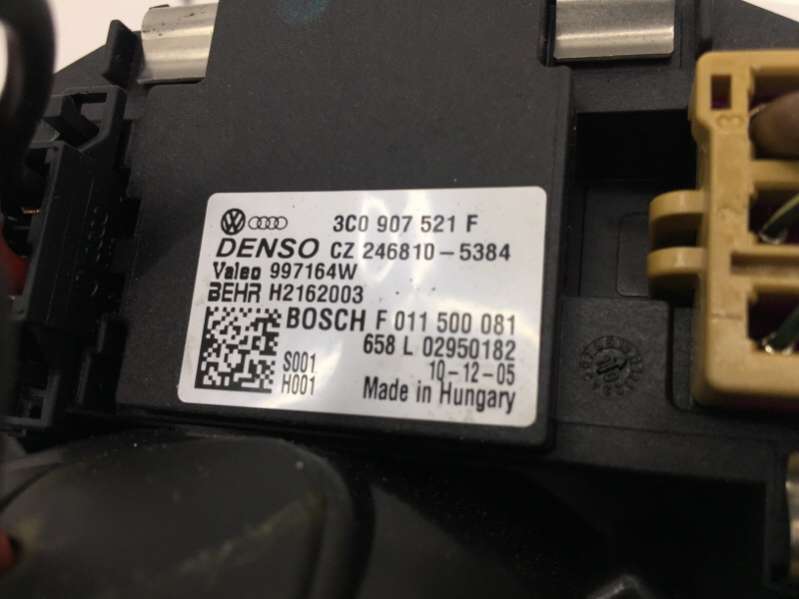 3C0 907 521 F
DENSO CZ 246810-5384
Valeo 997164W
BEHR H2162003
BOSCH F 011 500 081
658 L 02950182
S001 10-12-05
H001 Made in Hungary